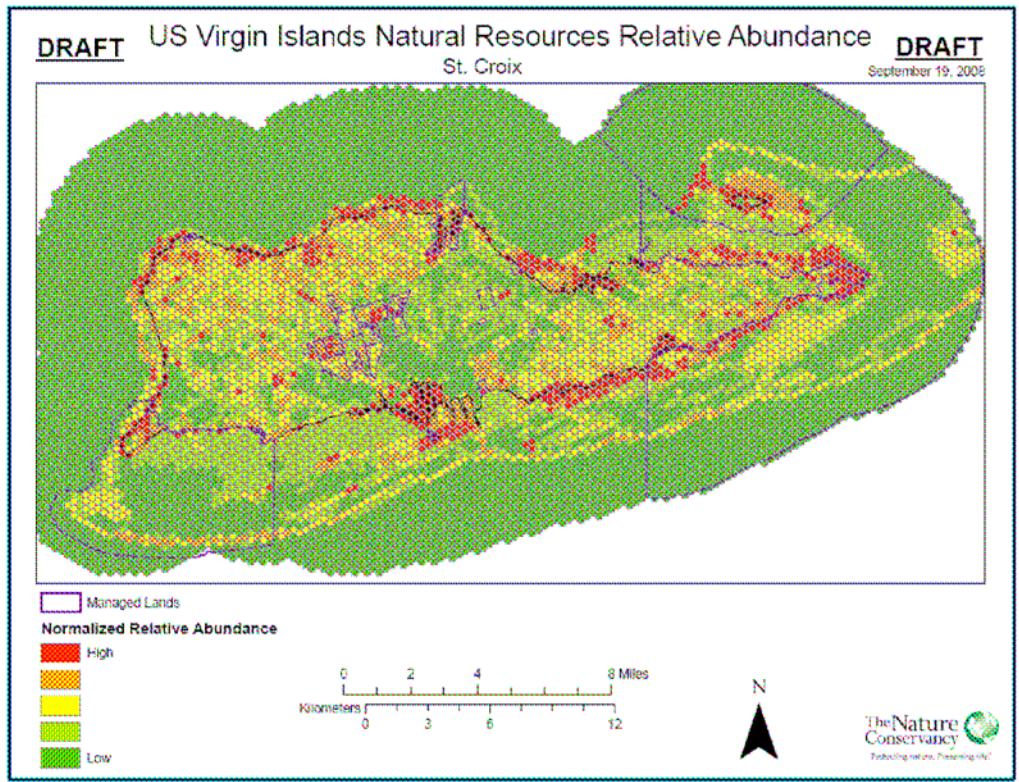 DRAFT
US Virgin Islands Natural Resources Relative Abundance
DRAFT
St. Croix
September 19, 2008
Managed Lands
Normalized Relative Abundance
High
Low
0 2 4 8 Miles
Kilometers
0 3 6 12
N
The Nature
Conservancy
Protecting nature. Preserving life.